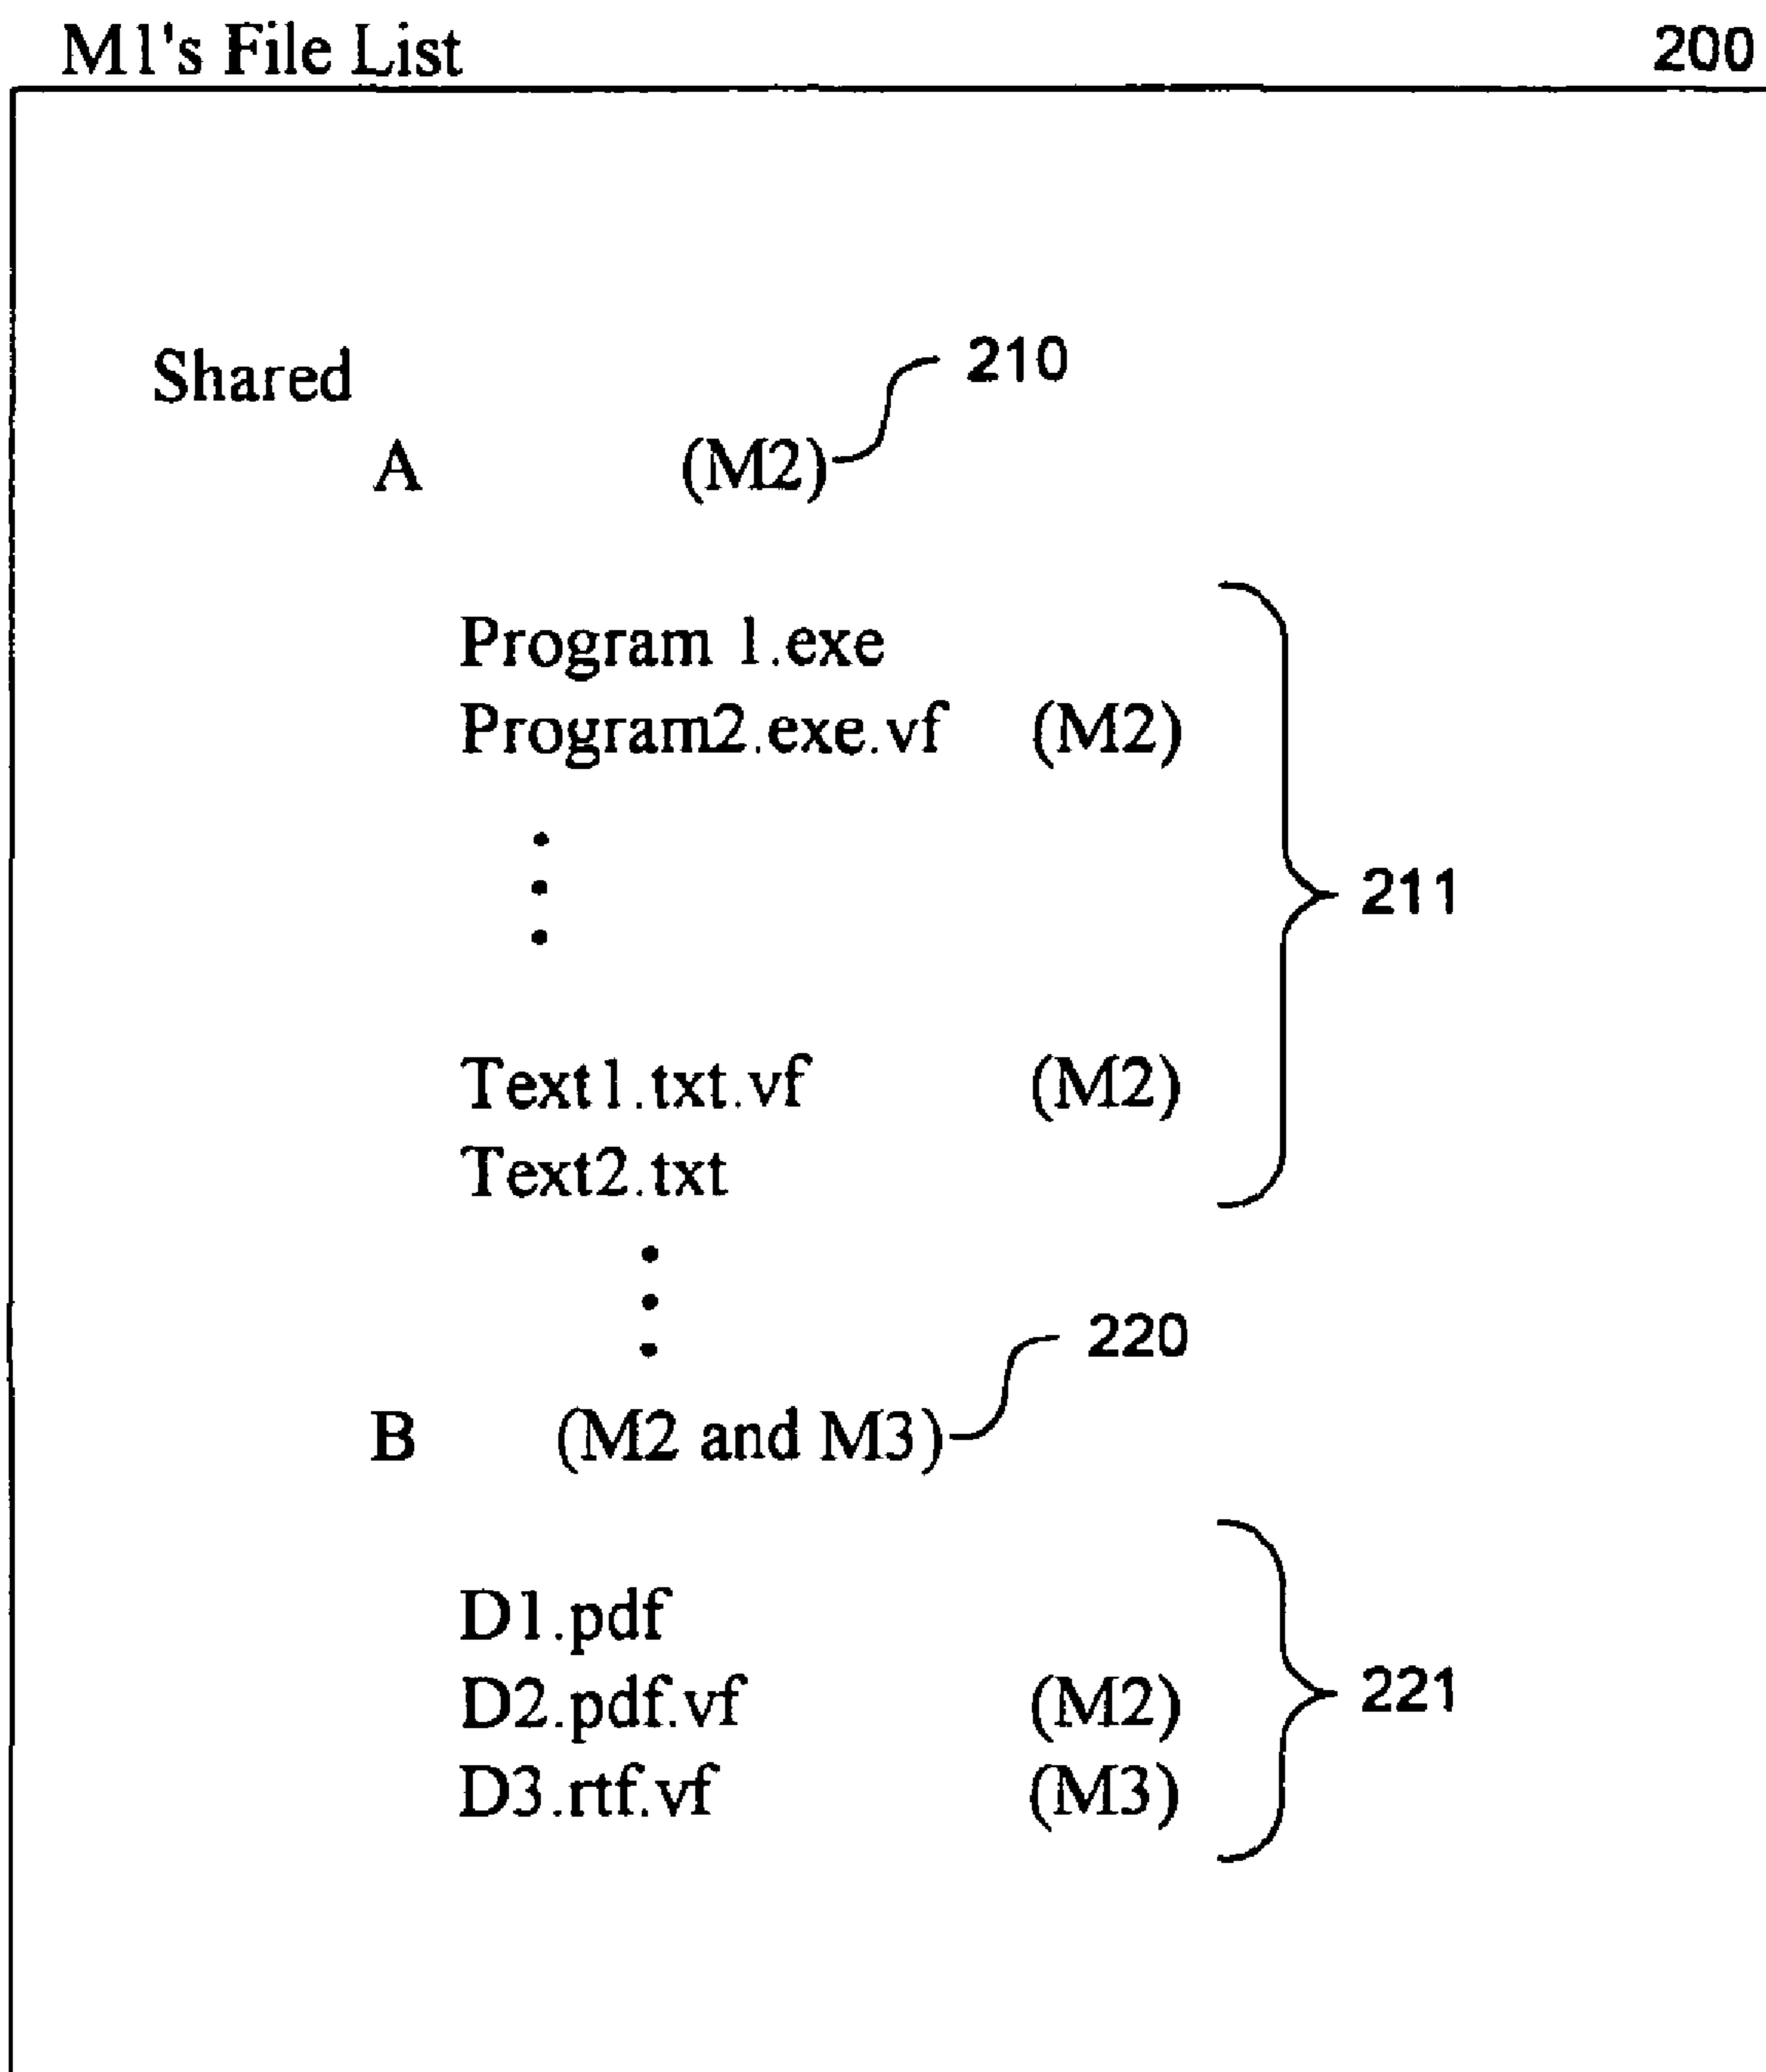 M1's File List 200
Shared
210
A (M2)
Program 1.exe
Program2.exe.vf (M2)
211
Text1.txt.vf (M2)
Text2.txt
220
B (M2 and M3)
D1.pdf
D2.pdf.vf (M2)
221
D3.rtf.vf (M3)